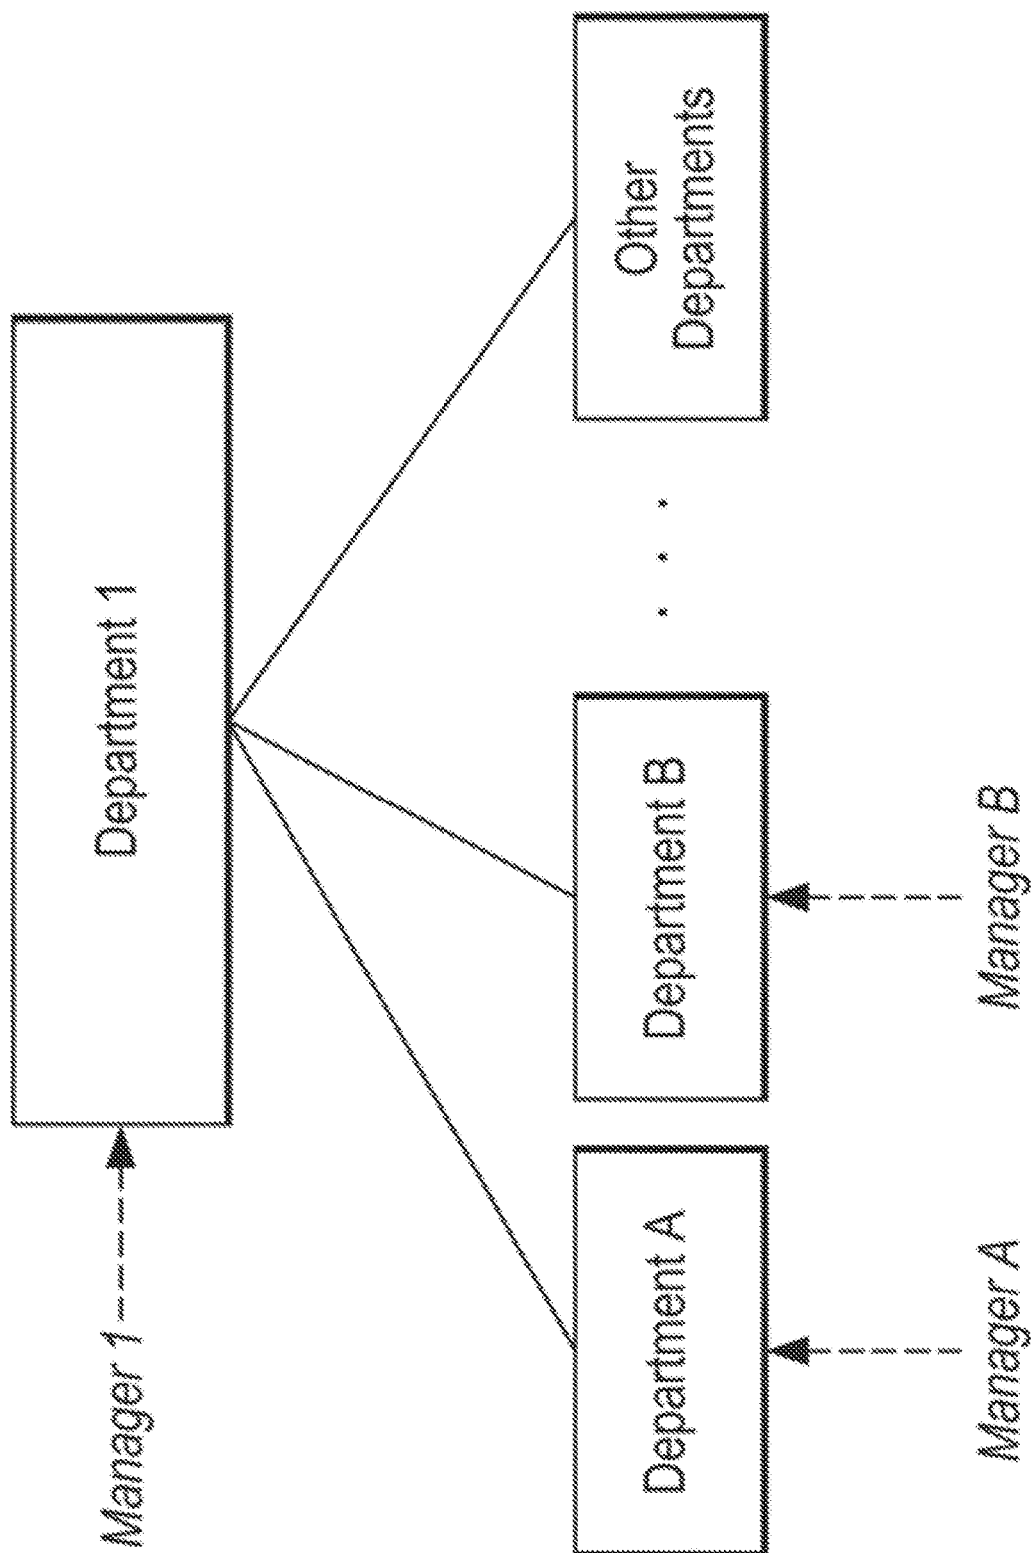 Manager 1
Department 1
Department A
Department B
. . .
Other
Departments
Manager A
Manager B